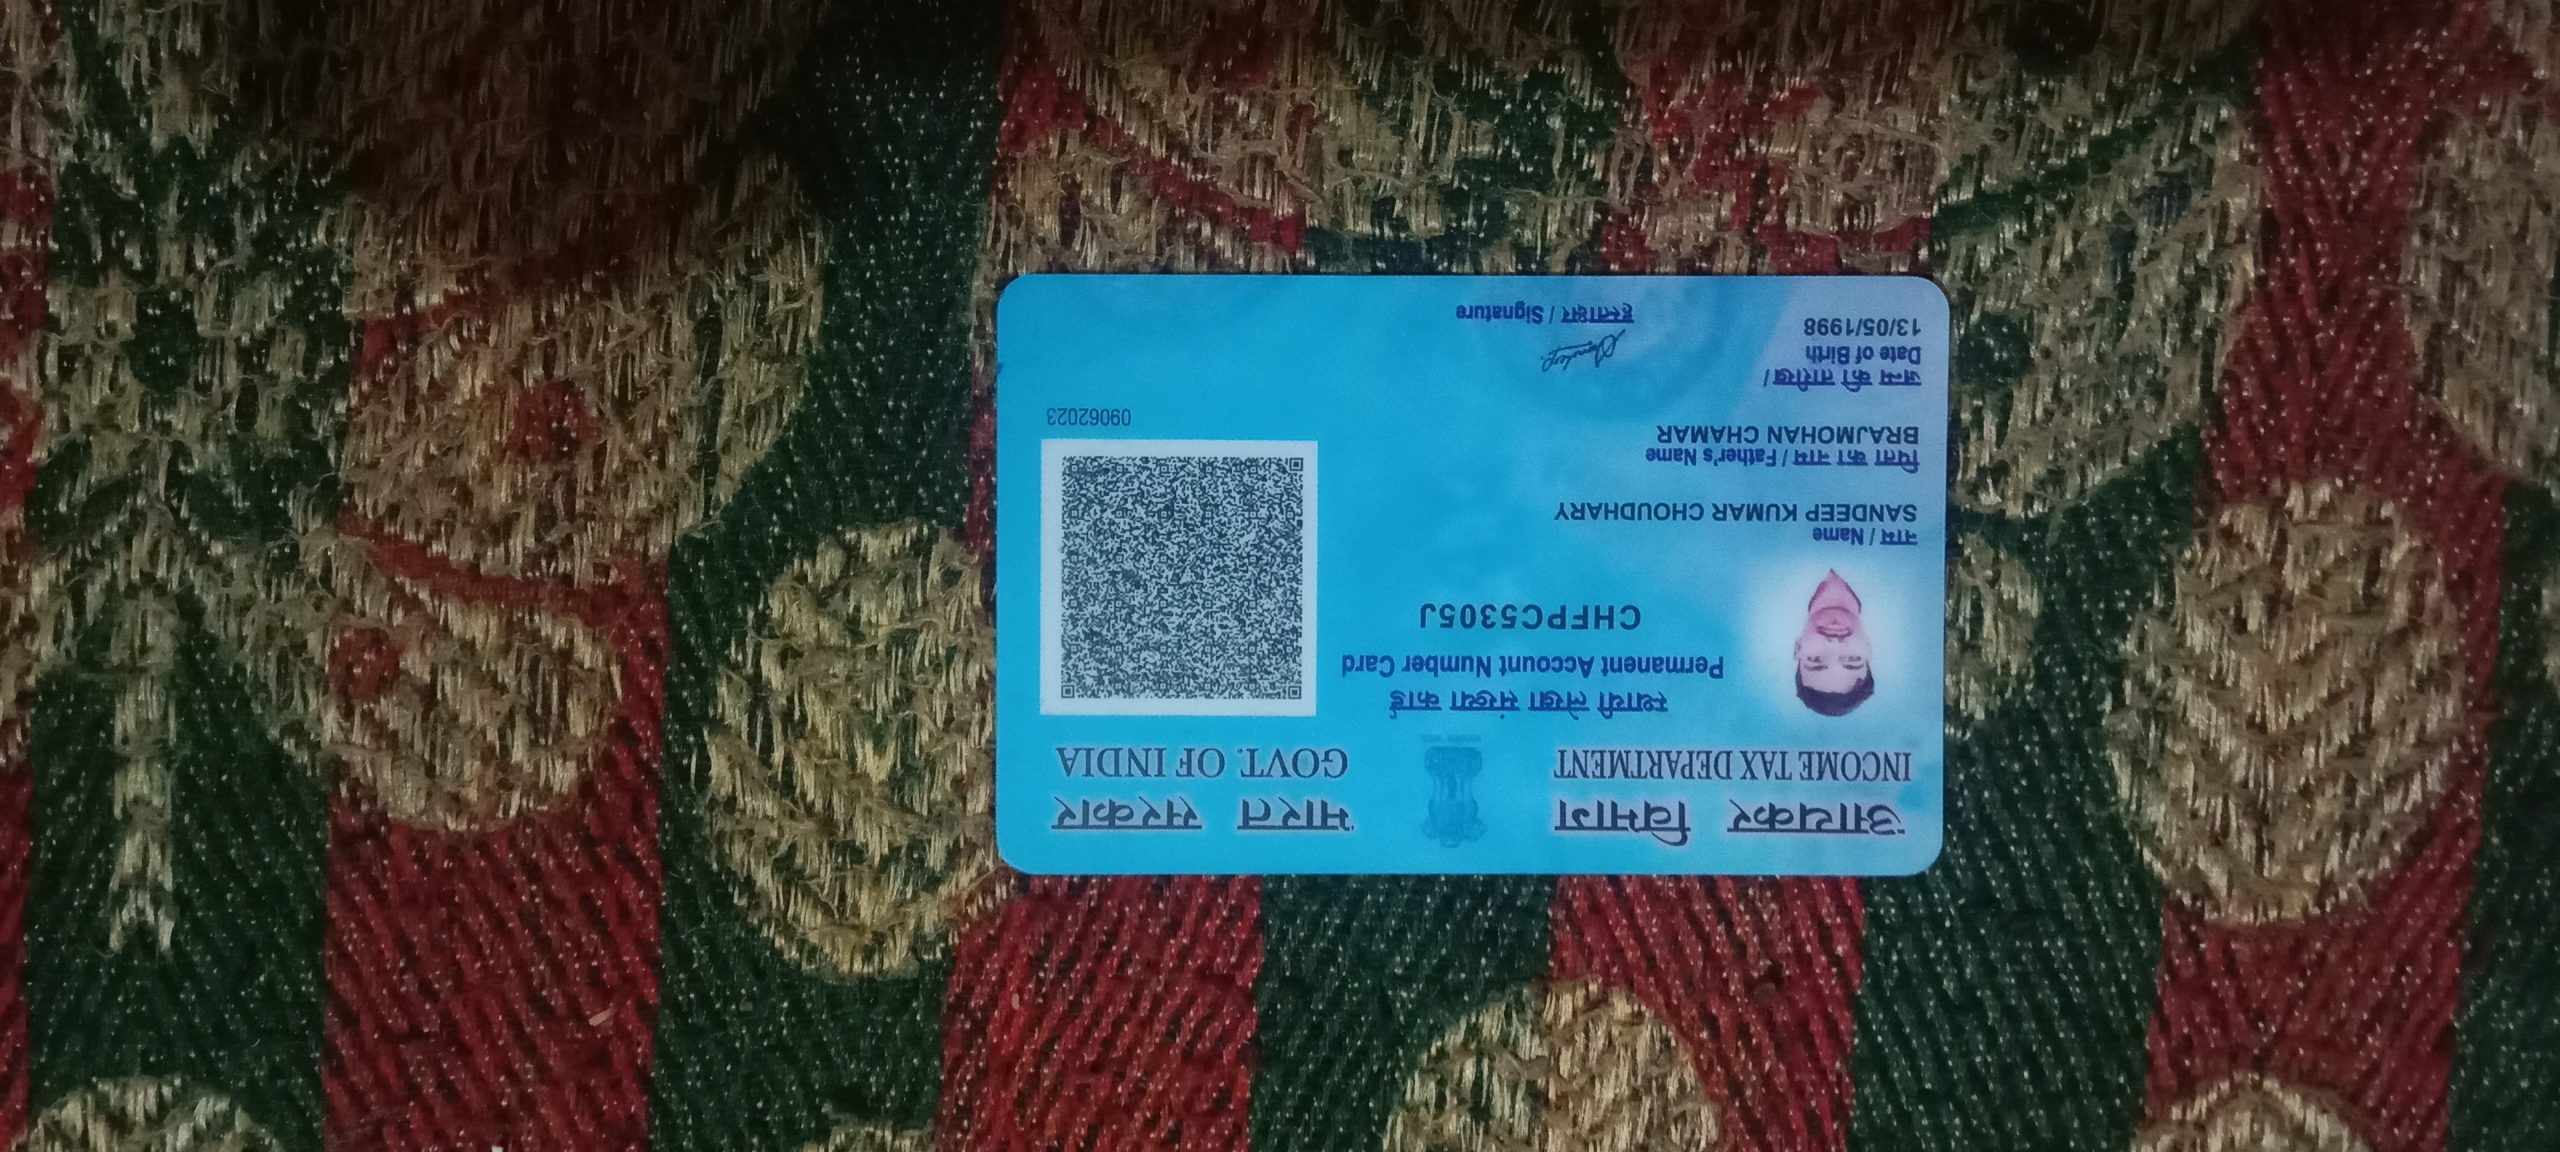 आयकर विभाग
INCOME TAX DEPARTMENT
भारत सरकार
GOVT. OF INDIA
स्थायी लेखा संख्या कार्ड
Permanent Account Number Card
CHFPC5305J
नाम / Name
SANDEEP KUMAR CHOUDHARY
पिता का नाम / Father's Name
BRAJMOHAN CHAMAR
09062023
जन्म की तारीख /
Date of Birth
13/05/1998
हस्ताक्षर / Signature